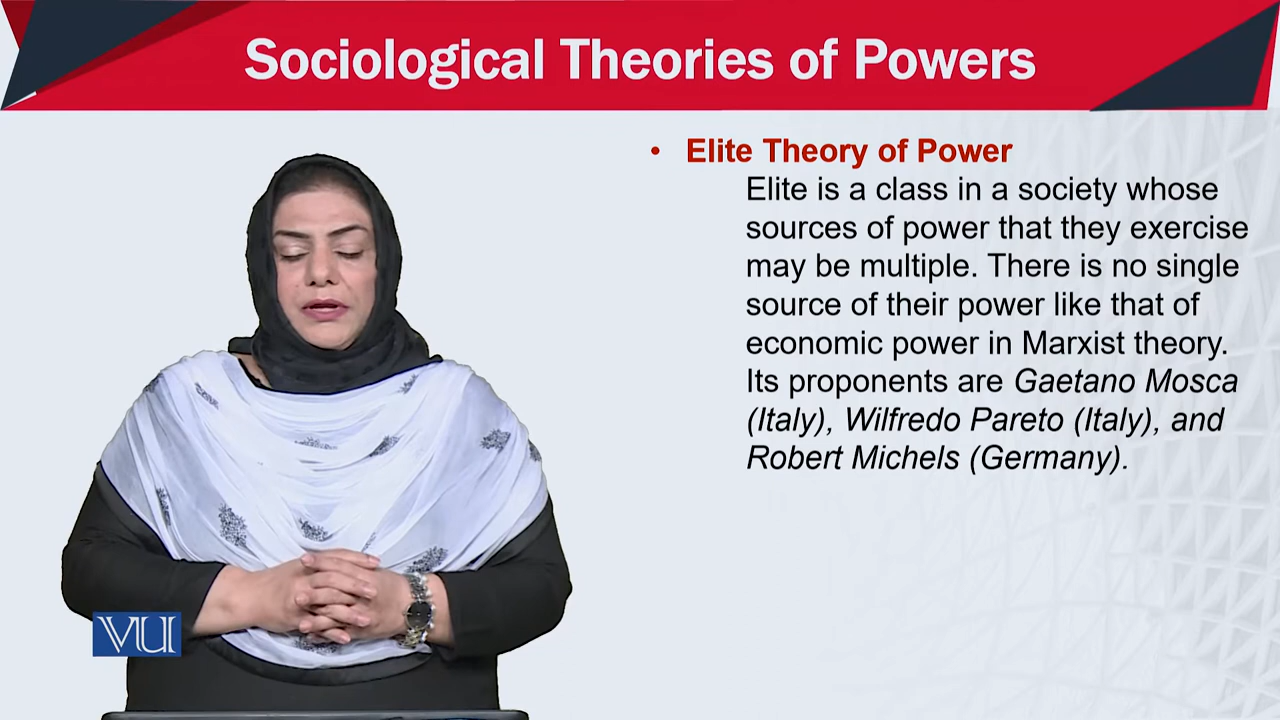 Sociological Theories of Powers
• Elite Theory of Power
Elite is a class in a society whose
sources of power that they exercise
may be multiple. There is no single
source of their power like that of
economic power in Marxist theory.
Its proponents are Gaetano Mosca
(Italy), Wilfredo Pareto (Italy), and
Robert Michels (Germany).
VU